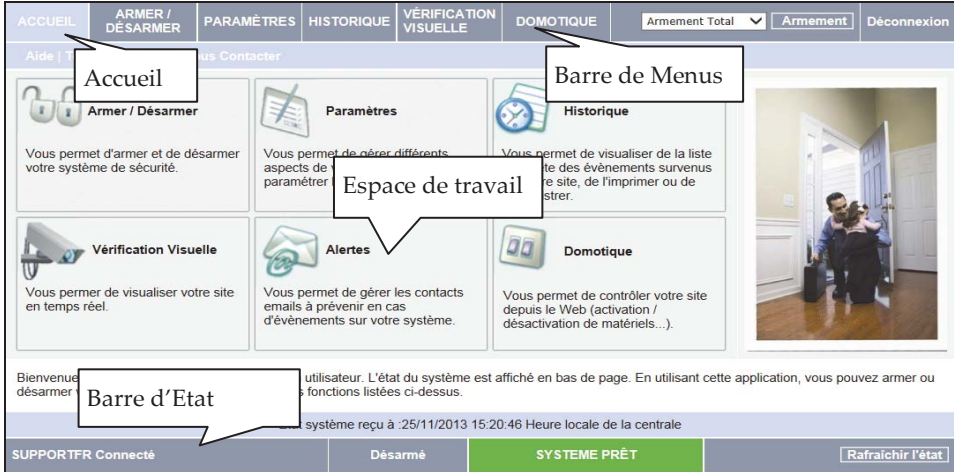 ACCUEIL
ARMER /
DÉSARMER
PARAMÈTRES
HISTORIQUE
VÉRIFICATION
VISUELLE
DOMOTIQUE
Armement Total
Armement
Déconnexion
Aide |
Contacter
Accueil
Barre de Menus
Armer / Désarmer
Vous permet d'armer et de désarmer
votre système de sécurité.
Paramètres
Vous permet de gérer différents
aspects de
paramétrer
Historique
Vous permet de visualiser de la liste
des évènements survenus
site, de l'imprimer ou de
Espace de travail
Vérification Visuelle
Vous permer de visualiser votre site
en temps réel.
Alertes
Vous permet de gérer les contacts
emails à prévenir en cas
d'évènements sur votre système.
Domotique
Vous permet de contrôler votre site
depuis le Web (activation /
désactivation de matériels...).
Bienvenue utilisateur. L'état du système est affiché en bas de page. En utilisant cette application, vous pouvez armer ou
désarmer fonctions listées ci-dessus.
Barre d'Etat
système reçu à :25/11/2013 15:20:46 Heure locale de la centrale
SUPPORTFR Connecté
Désarmé
SYSTEME PRÊT
Rafraîchir l'état